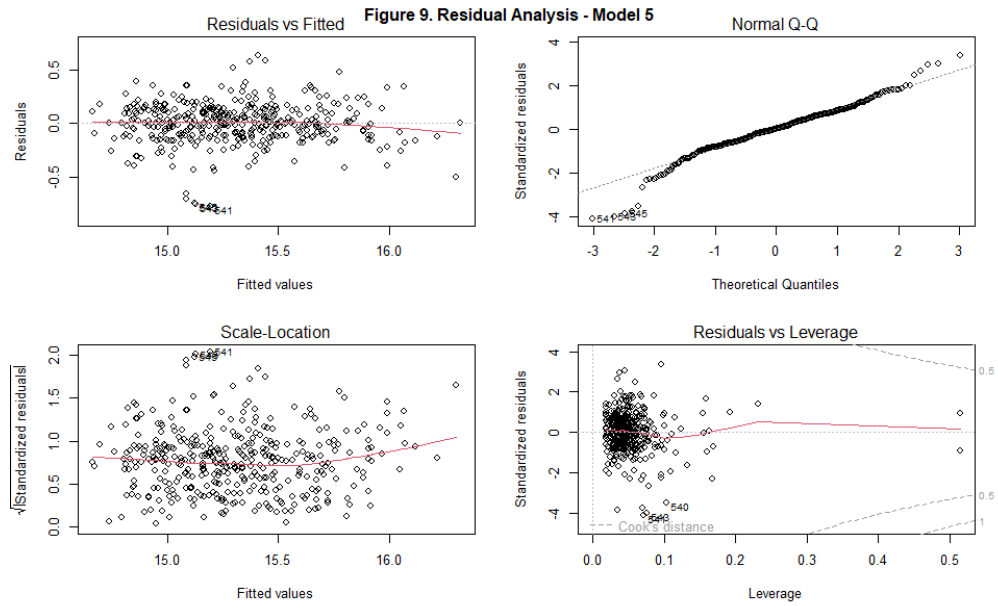 Figure 9. Residual Analysis - Model 5
Residuals vs Fitted
Residuals
0.5
0.0
-0.5
541
15.0 15.5 16.0
Fitted values
Normal Q-Q
Standardized residuals
4
2
0
-2
-4
541 543 545
-3 -2 -1 0 1 2 3
Theoretical Quantiles
Scale-Location
√|Standardized residuals|
2.0
1.5
1.0
0.5
0.0
541
15.0 15.5 16.0
Fitted values
Residuals vs Leverage
Standardized residuals
4
2
0
-2
-4
0.5
0.5
1
540
543
541
Cook's distance
0.0 0.1 0.2 0.3 0.4 0.5
Leverage